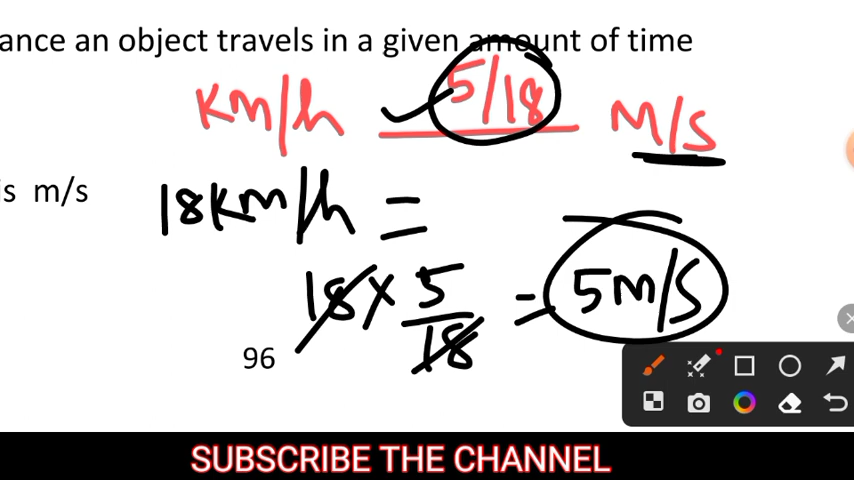 ance an object travels in a given amount of time
Km/h 5/18 M/S
is m/s
18Km/h =
18 x 5/18 = 5M/S
96
SUBSCRIBE THE CHANNEL